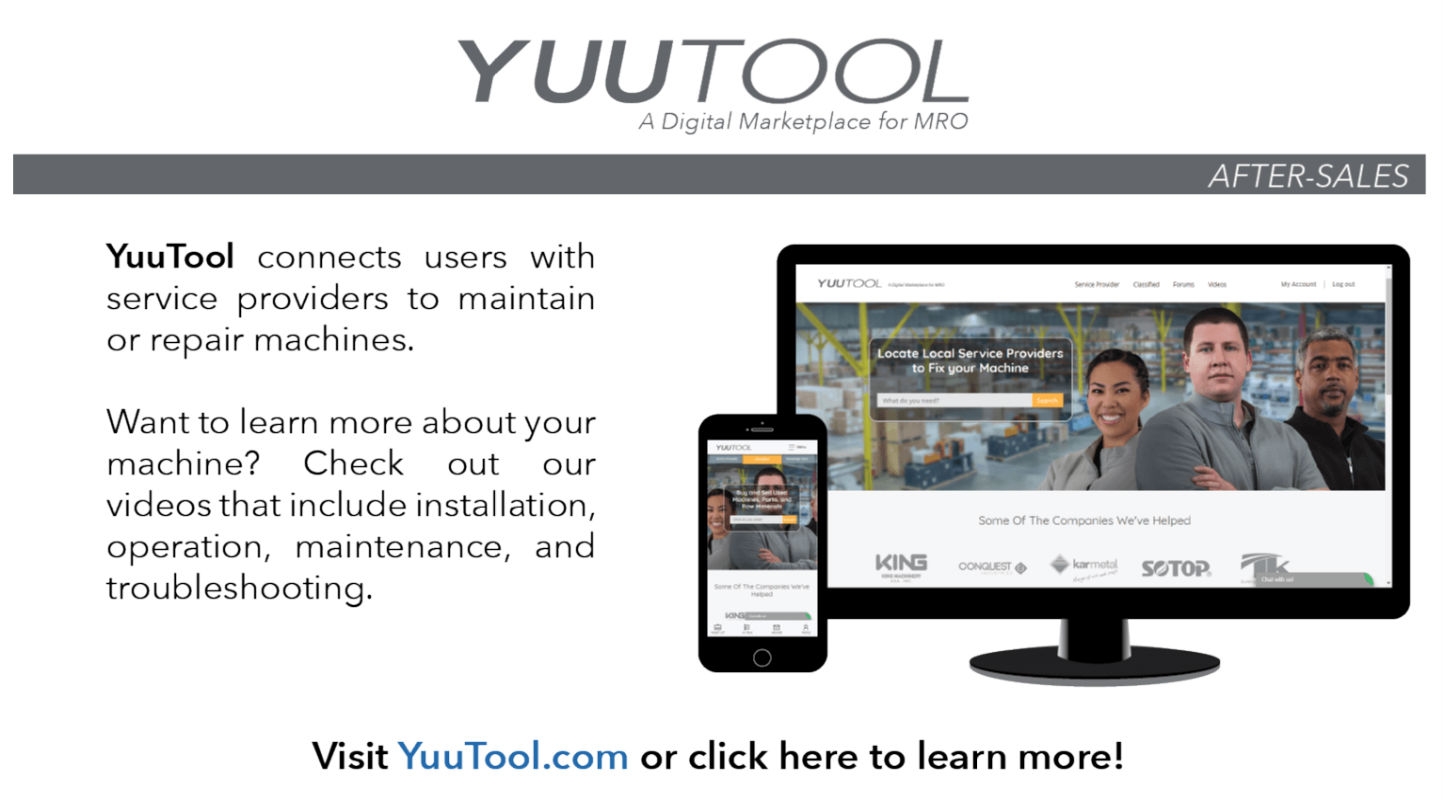 YUUTOOL
A Digital Marketplace for MRO
AFTER-SALES
YuuTool connects users with
service providers to maintain
or repair machines.
Want to learn more about your
machine? Check out our
videos that include installation,
operation, maintenance, and
troubleshooting.
YUUTOOL A Digital Marketplace for MRO
Service Provider Classified Forums Videos My Account | Log out
Locate Local Service Providers
to Fix your Machine
What do you need? Search
Some Of The Companies We've Helped
KING
KING MACHINERY
CONQUEST
karmetal
SOTOP
Chat with us!
YUUTOOL Menu
Buy and Sell Used
Machines, Parts, and
Raw Materials
Some Of The Companies We've
Helped
KING
Visit YuuTool.com or click here to learn more!